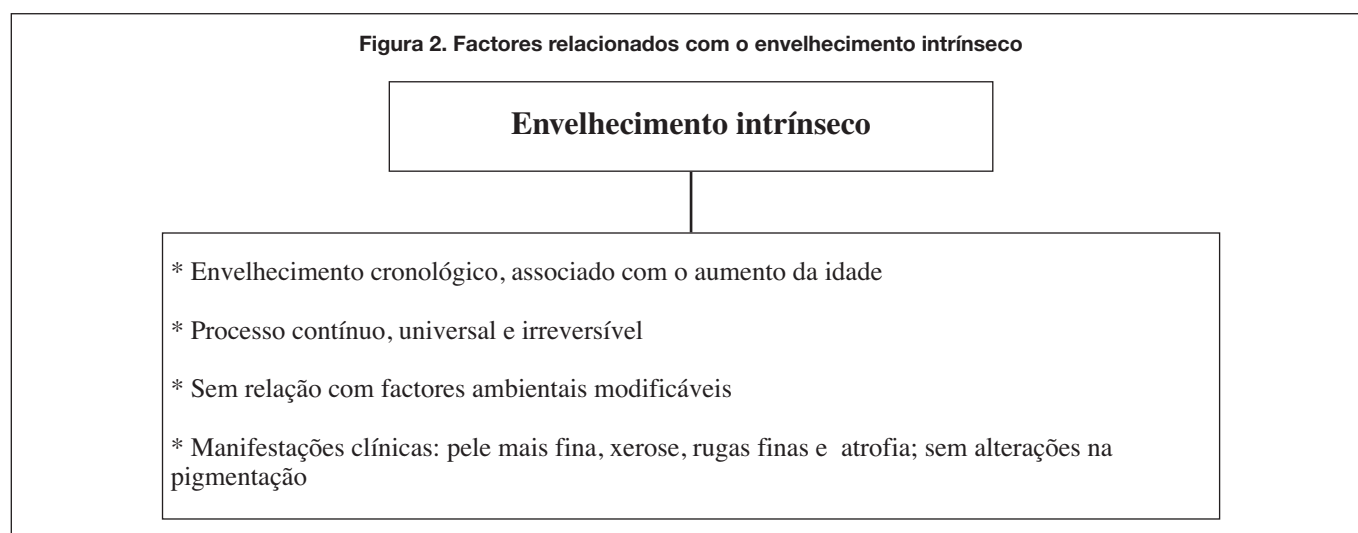 Figura 2. Factores relacionados com o envelhecimento intrínseco
Envelhecimento intrínseco
* Envelhecimento cronológico, associado com o aumento da idade
* Processo contínuo, universal e irreversível
* Sem relação com factores ambientais modificáveis
* Manifestações clínicas: pele mais fina, xerose, rugas finas e atrofia; sem alterações na
pigmentação